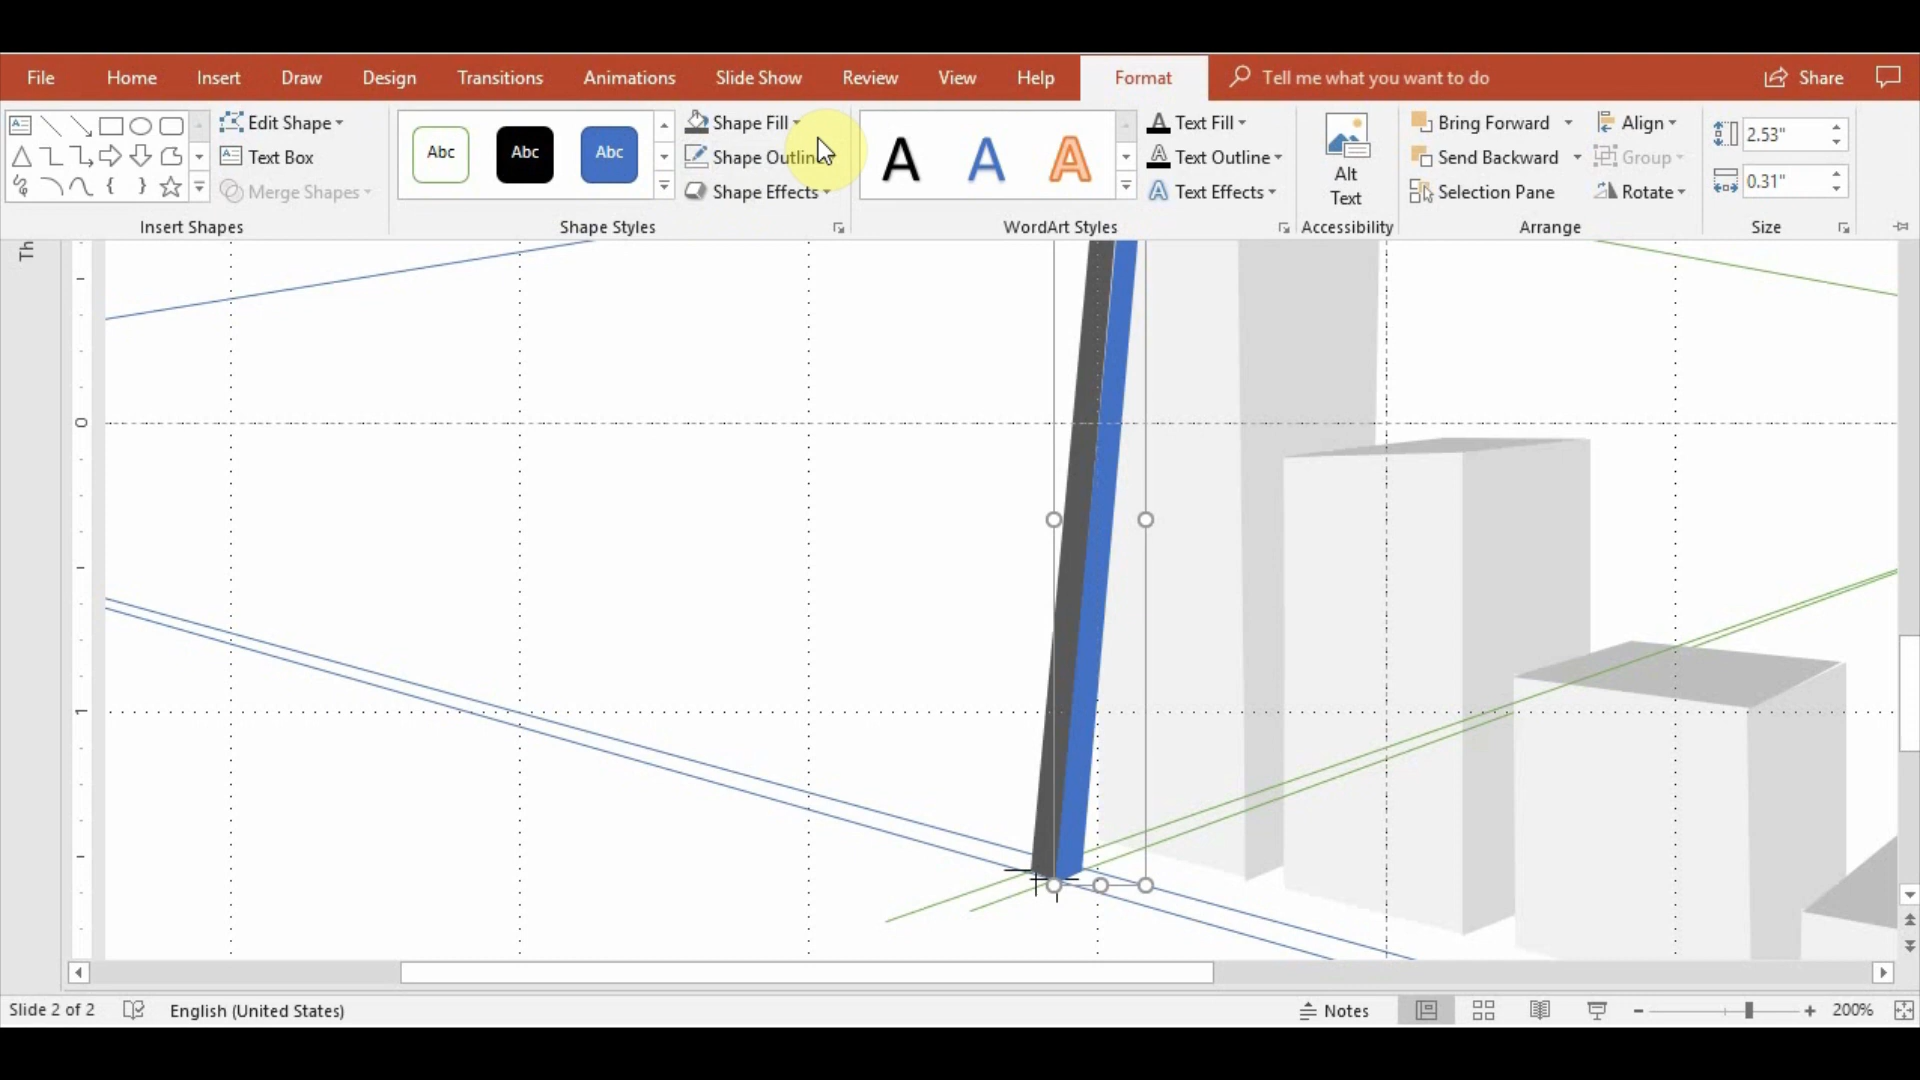 File Home Insert Draw Design Transitions Animations Slide Show Review View Help Format Tell me what you want to do Share
Edit Shape
Text Box
Merge Shapes
Insert Shapes
Abc Abc Abc
Shape Fill
Shape Outline
Shape Effects
Shape Styles
A A A
WordArt Styles
Text Fill
Text Outline
Text Effects
Alt
Text
Accessibility
Bring Forward
Send Backward
Selection Pane
Align
Group
Rotate
Arrange
2.53"
0.31"
Size
Th
0
1
Slide 2 of 2 English (United States) Notes 200%